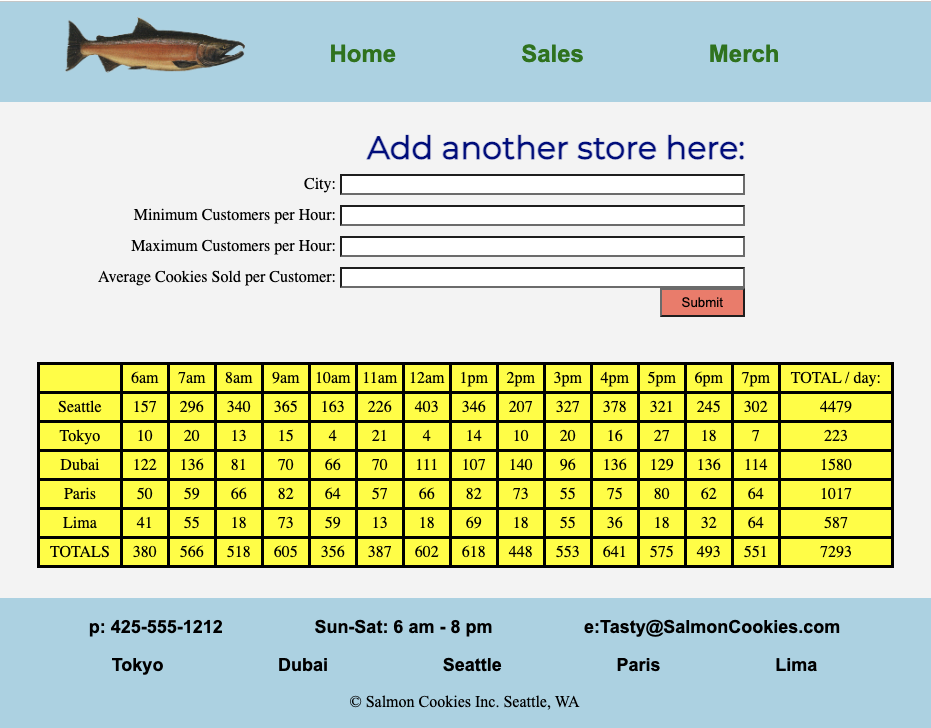 Home Sales Merch
Add another store here:
City:
Minimum Customers per Hour:
Maximum Customers per Hour:
Average Cookies Sold per Customer:
Submit
6am 7am 8am 9am 10am 11am 12am 1pm 2pm 3pm 4pm 5pm 6pm 7pm TOTAL / day:
Seattle 157 296 340 365 163 226 403 346 207 327 378 321 245 302 4479
Tokyo 10 20 13 15 4 21 4 14 10 20 16 27 18 7 223
Dubai 122 136 81 70 66 70 111 107 140 96 136 129 136 114 1580
Paris 50 59 66 82 64 57 66 82 73 55 75 80 62 64 1017
Lima 41 55 18 73 59 13 18 69 18 55 36 18 32 64 587
TOTALS 380 566 518 605 356 387 602 618 448 553 641 575 493 551 7293
p: 425-555-1212 Sun-Sat: 6 am - 8 pm e:Tasty@SalmonCookies.com
Tokyo Dubai Seattle Paris Lima
© Salmon Cookies Inc. Seattle, WA